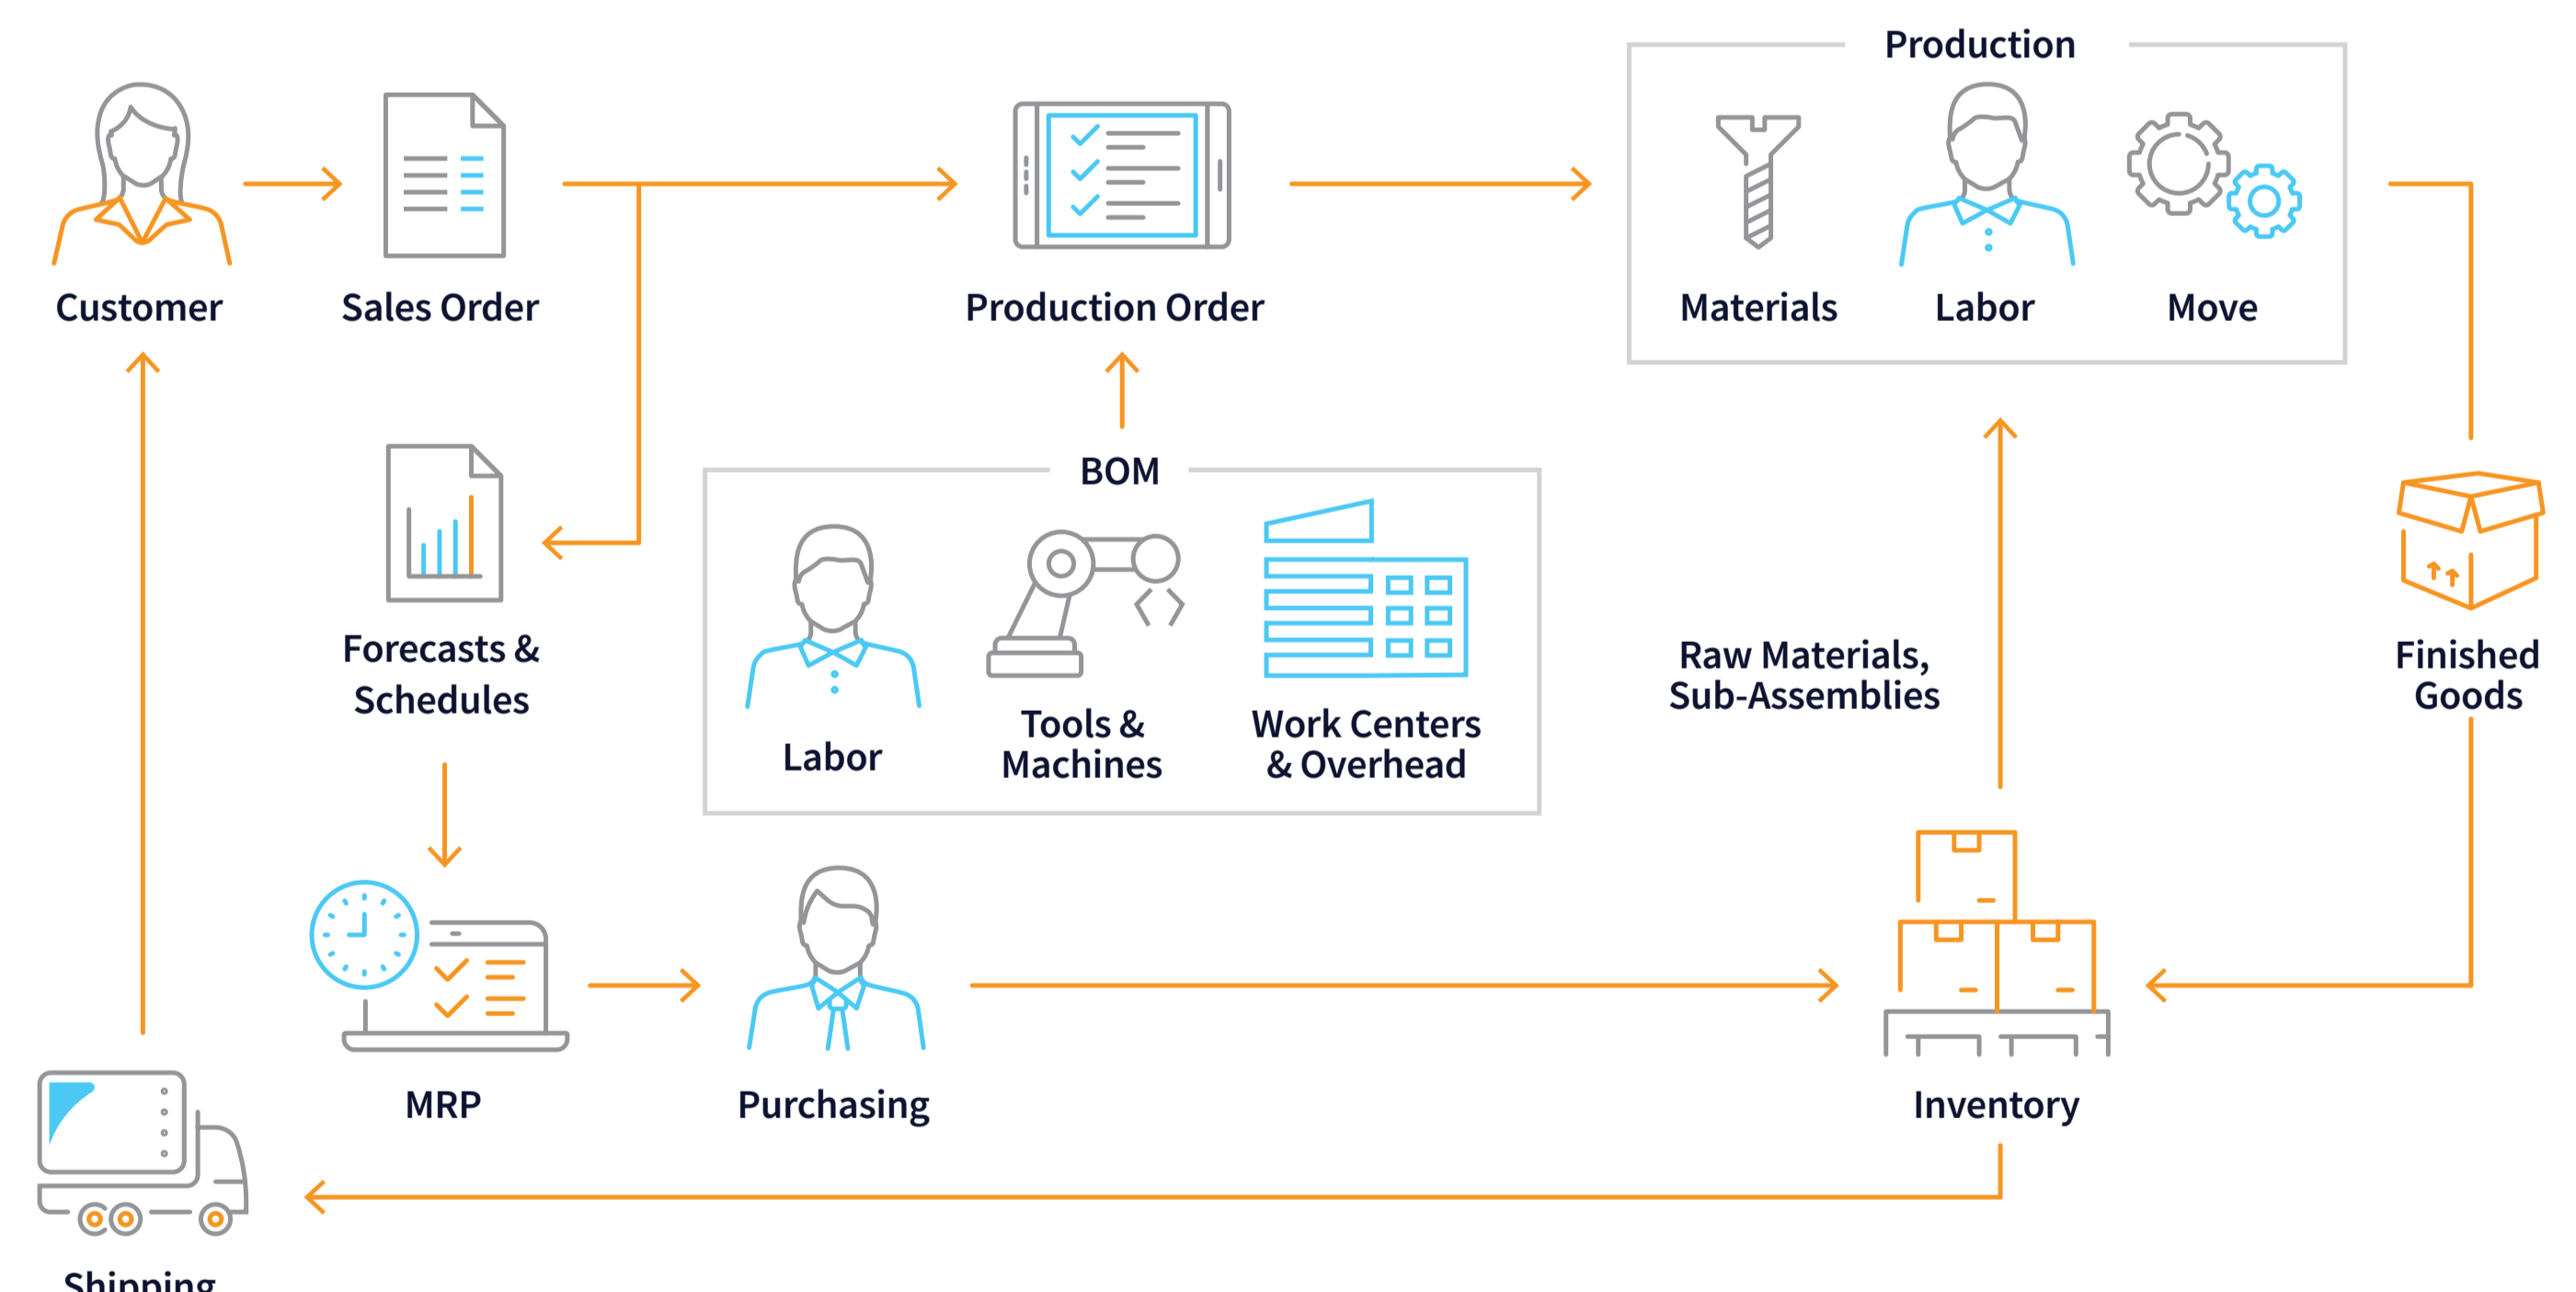 Production
Customer
Sales Order
Production Order
Materials
Labor
Move
BOM
Forecasts &
Schedules
Labor
Tools &
Machines
Work Centers
& Overhead
Raw Materials,
Sub-Assemblies
Finished
Goods
MRP
Purchasing
Inventory
Shipping